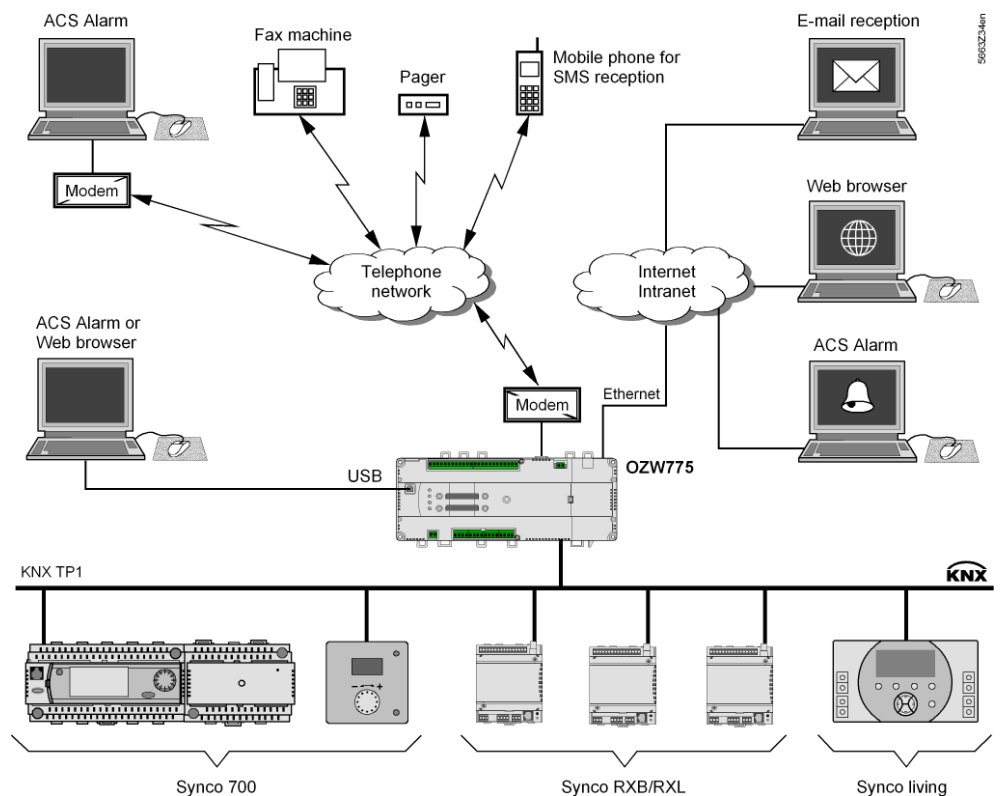 ACS Alarm
Fax machine
Pager
Mobile phone for
SMS reception
E-mail reception
5663Z34en
Modem
Web browser
Telephone
network
Internet
Intranet
ACS Alarm or
Web browser
ACS Alarm
Modem
Ethernet
USB
OZW775
KNX TP1
KNX
Synco 700
Synco RXB/RXL
Synco living